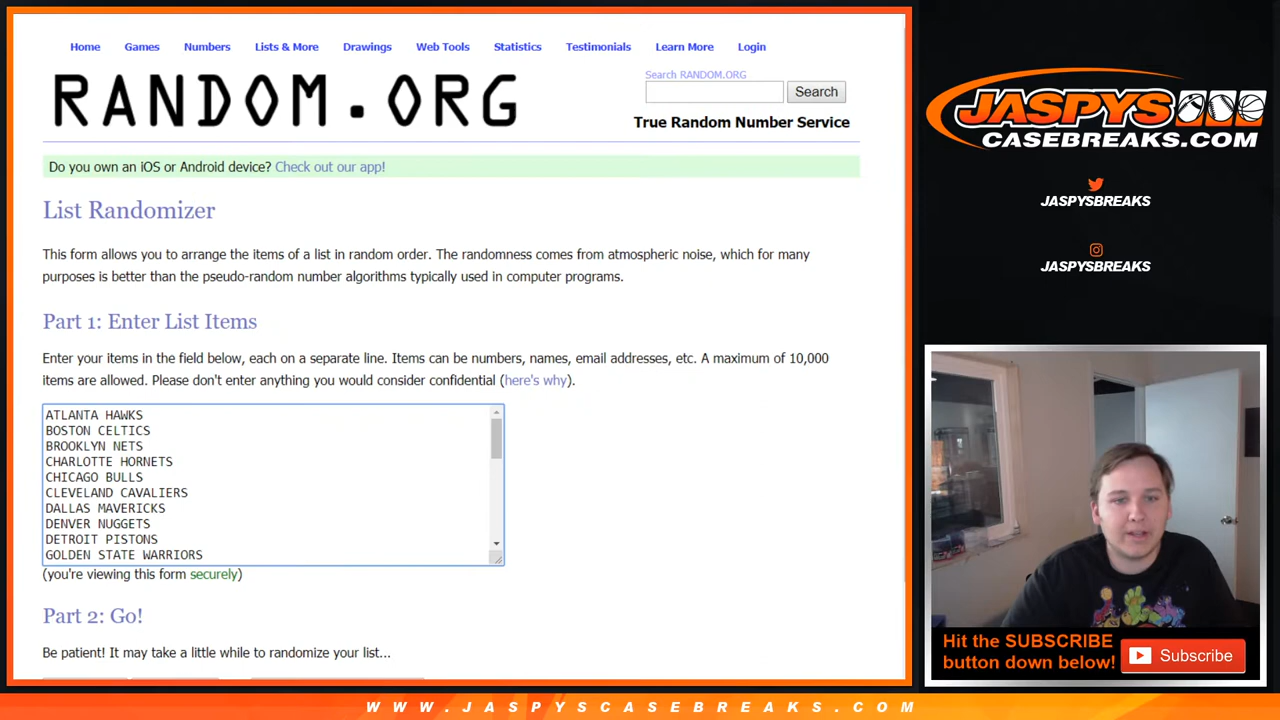 Home Games Numbers Lists & More Drawings Web Tools Statistics Testimonials Learn More Login
RANDOM.ORG
Search RANDOM.ORG
Search
True Random Number Service
Do you own an iOS or Android device? Check out our app!
List Randomizer
This form allows you to arrange the items of a list in random order. The randomness comes from atmospheric noise, which for many
purposes is better than the pseudo-random number algorithms typically used in computer programs.
Part 1: Enter List Items
Enter your items in the field below, each on a separate line. Items can be numbers, names, email addresses, etc. A maximum of 10,000
items are allowed. Please don't enter anything you would consider confidential (here's why).
ATLANTA HAWKS
BOSTON CELTICS
BROOKLYN NETS
CHARLOTTE HORNETS
CHICAGO BULLS
CLEVELAND CAVALIERS
DALLAS MAVERICKS
DENVER NUGGETS
DETROIT PISTONS
GOLDEN STATE WARRIORS
(you're viewing this form securely)
Part 2: Go!
Be patient! It may take a little while to randomize your list...
JASPYS
CASEBREAKS.COM
JASPYSBREAKS
JASPYSBREAKS
Hit the SUBSCRIBE
button down below!
Subscribe
WWW.JASPYSCASEBREAKS.COM